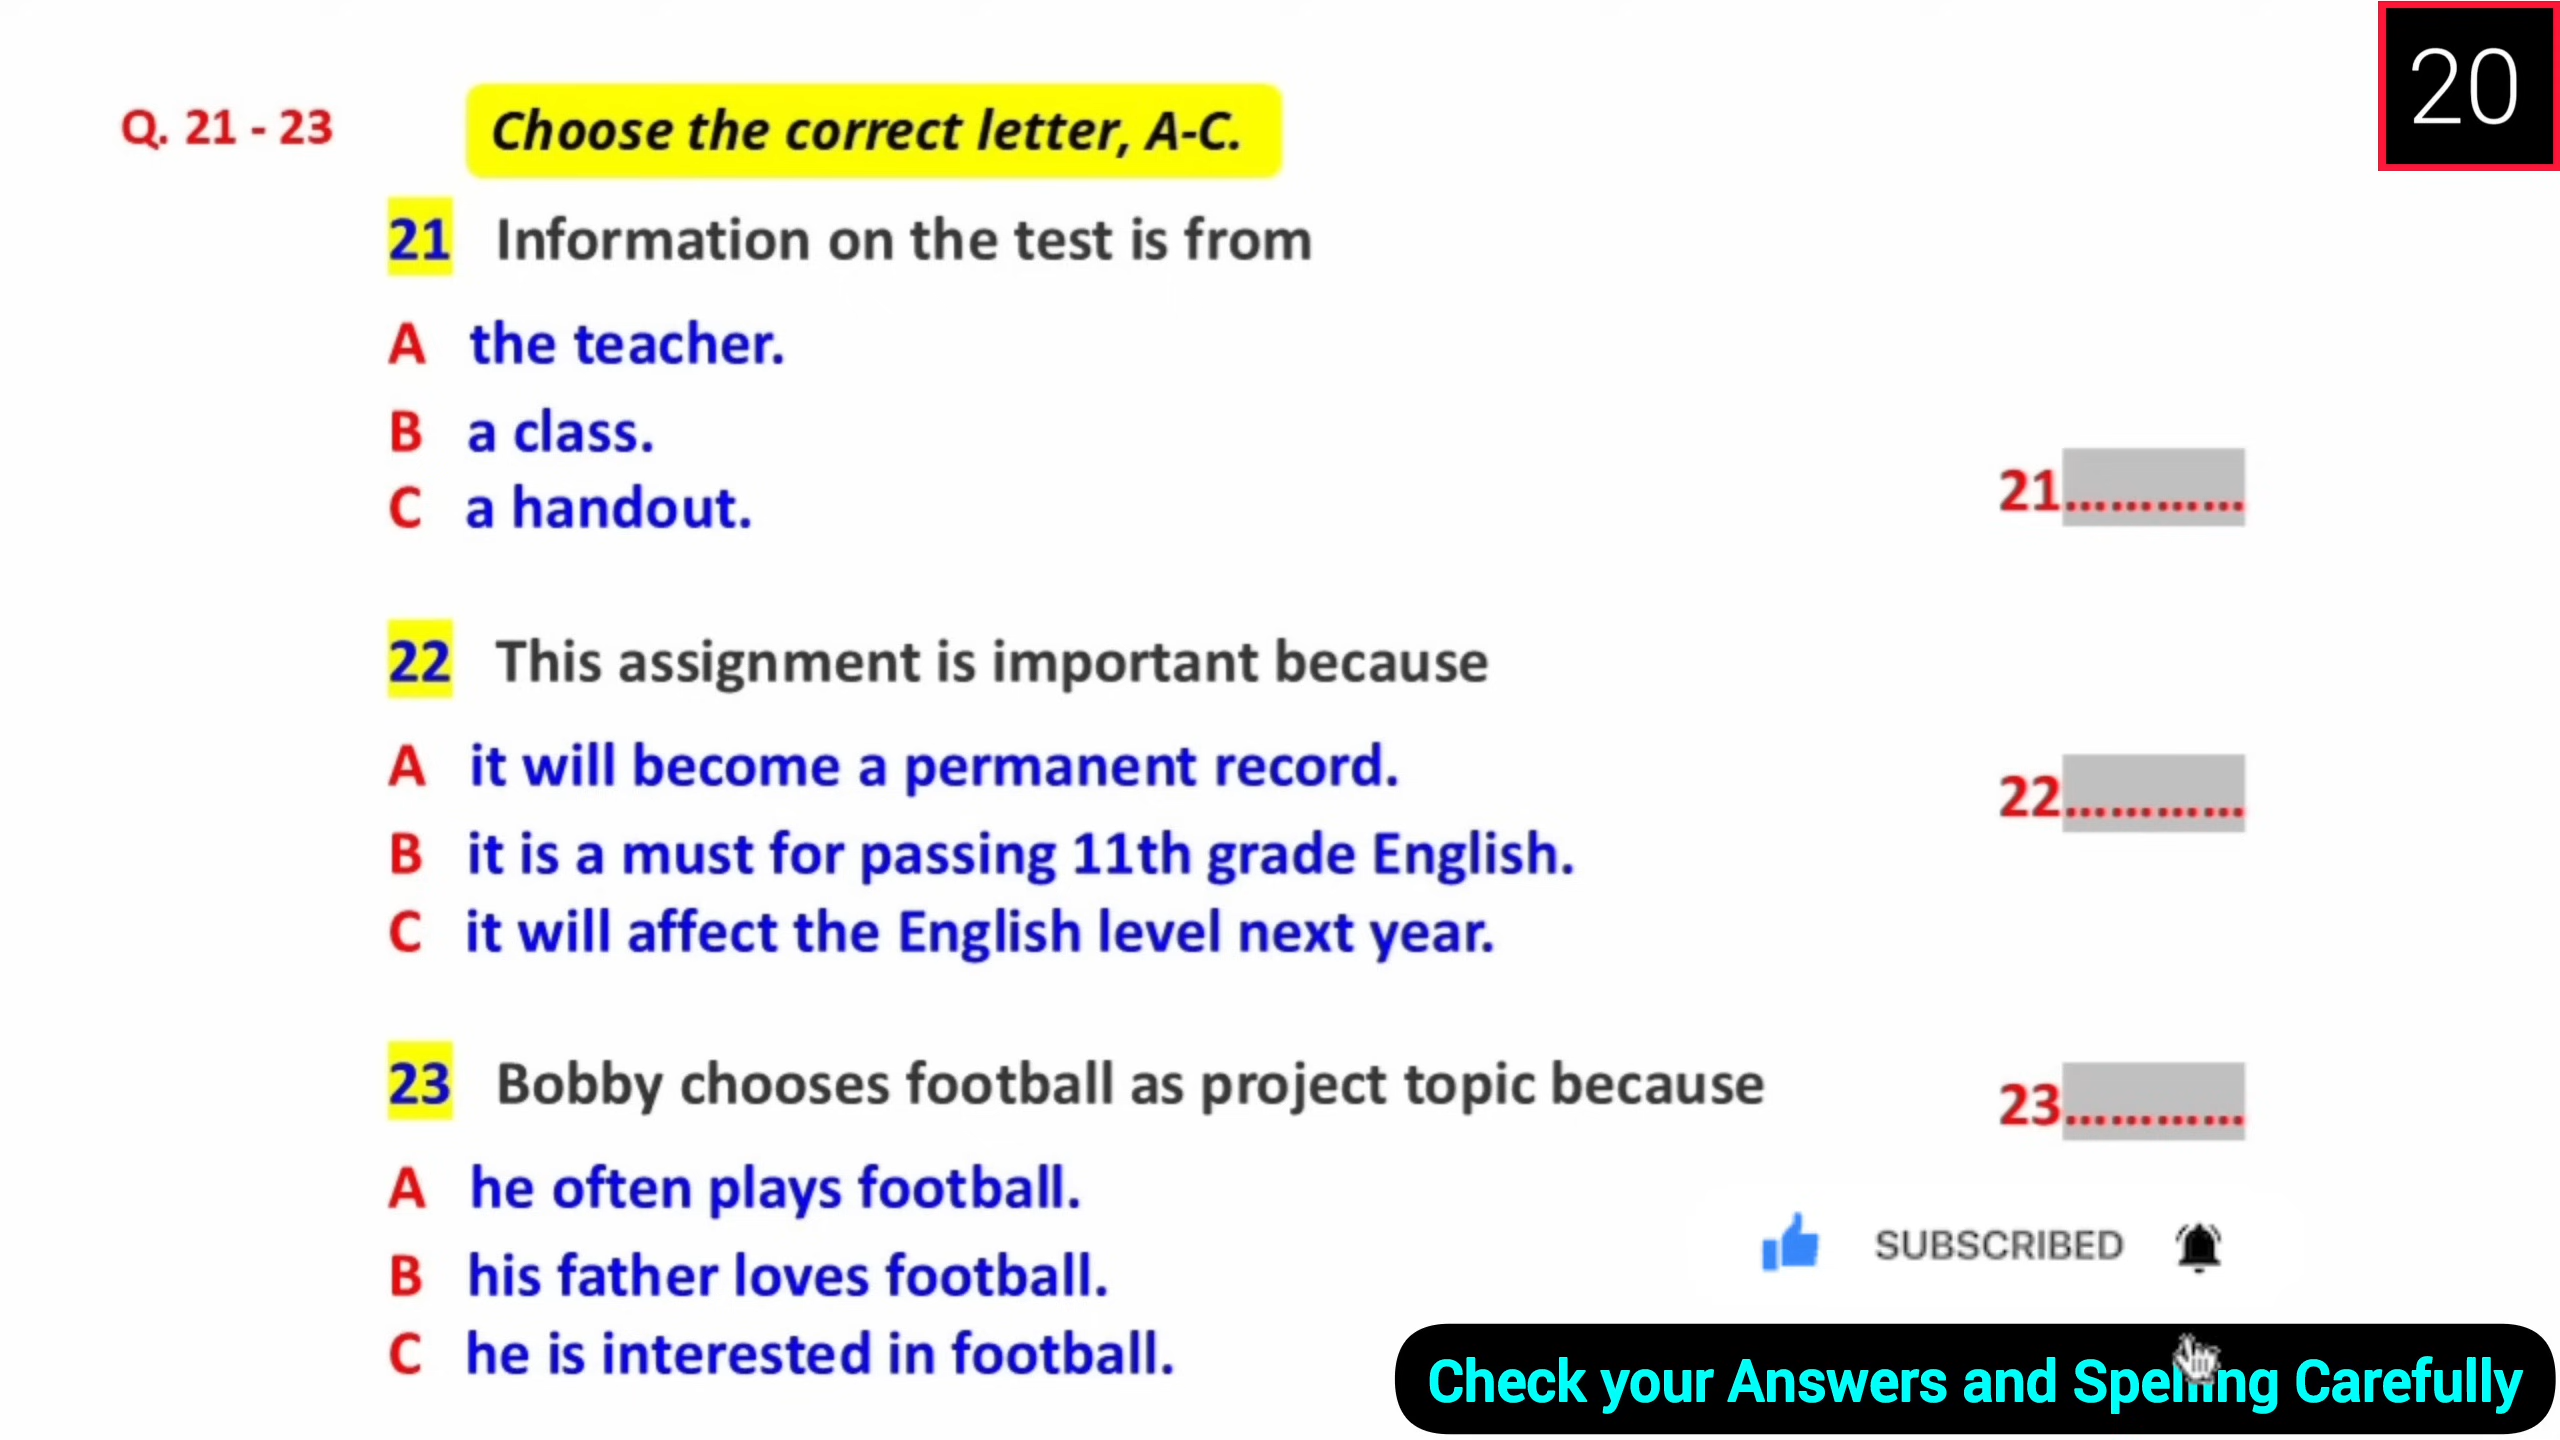 20
Q. 21 - 23 Choose the correct letter, A-C.
21 Information on the test is from
A the teacher.
B a class.
C a handout.
21............
22 This assignment is important because
A it will become a permanent record.
22............
B it is a must for passing 11th grade English.
C it will affect the English level next year.
23 Bobby chooses football as project topic because
23............
A he often plays football.
SUBSCRIBED
B his father loves football.
C he is interested in football.
Check your Answers and Spelling Carefully